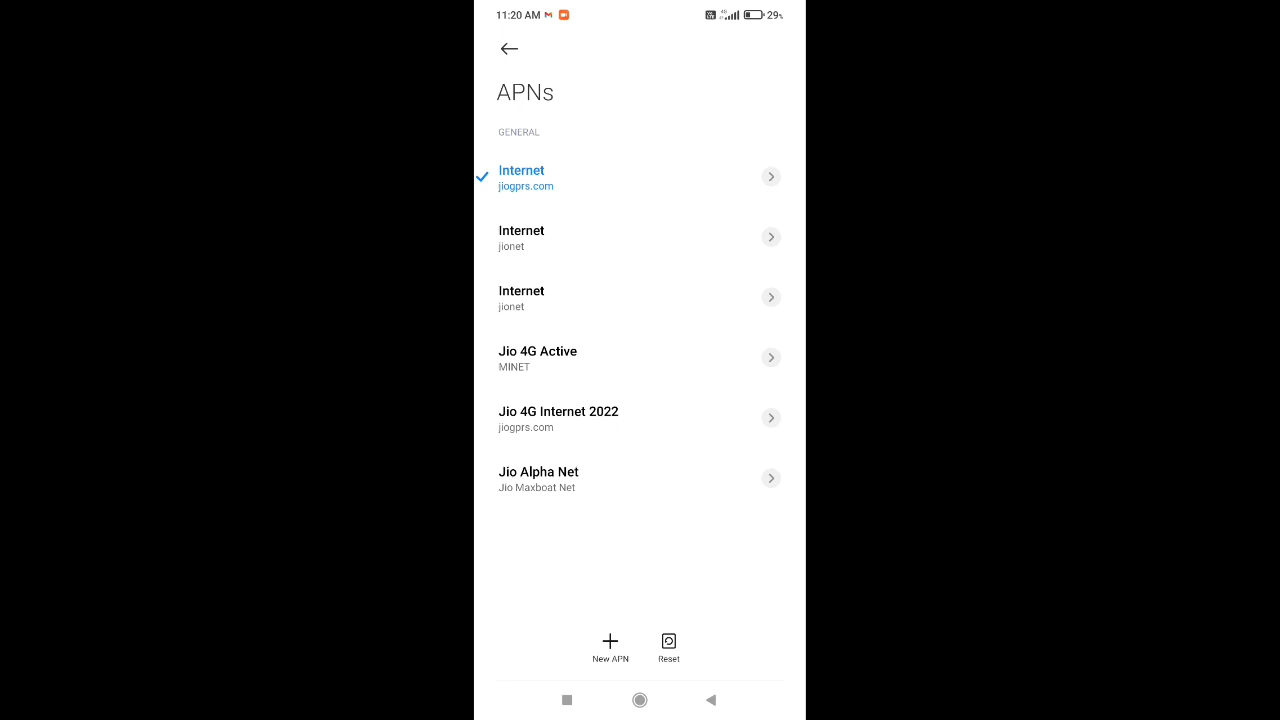 11:20 AM
29%
APNs
GENERAL
Internet
jiogprs.com
Internet
jionet
Internet
jionet
Jio 4G Active
MINET
Jio 4G Internet 2022
jiogprs.com
Jio Alpha Net
Jio Maxboat Net
New APN
Reset